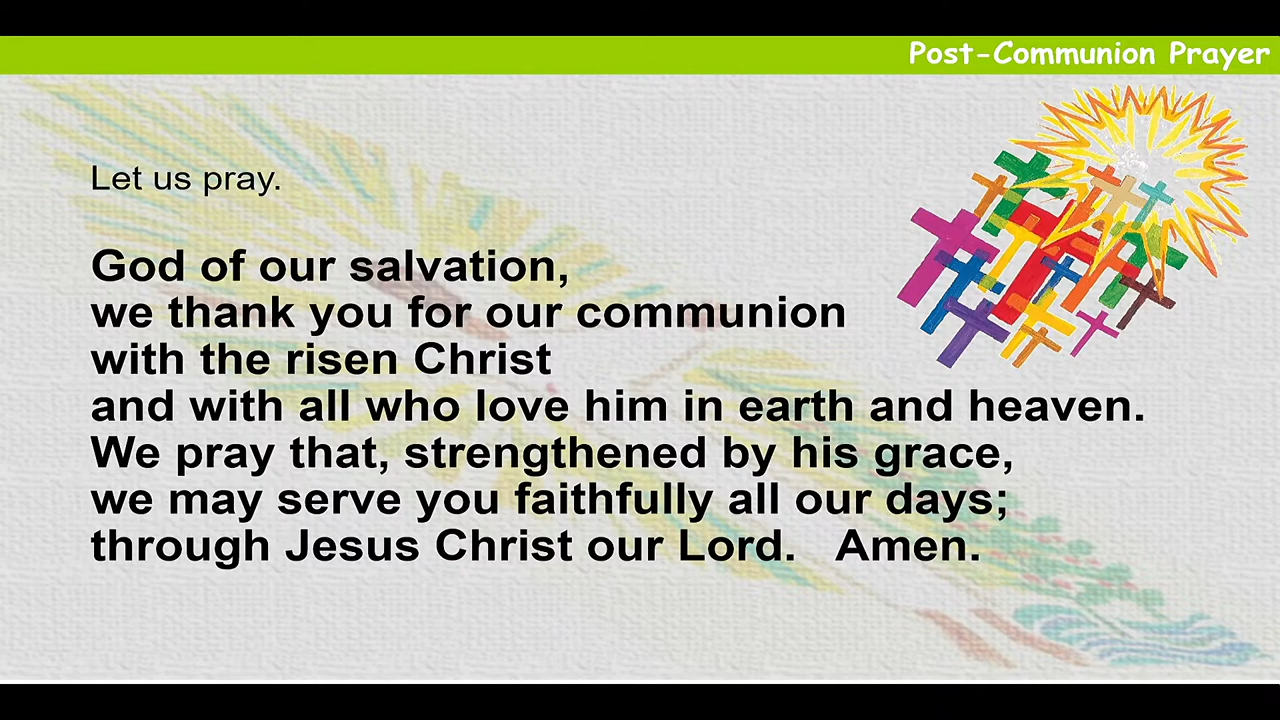 Post-Communion Prayer
Let us pray.
God of our salvation,
we thank you for our communion
with the risen Christ
and with all who love him in earth and heaven.
We pray that, strengthened by his grace,
we may serve you faithfully all our days;
through Jesus Christ our Lord.   Amen.